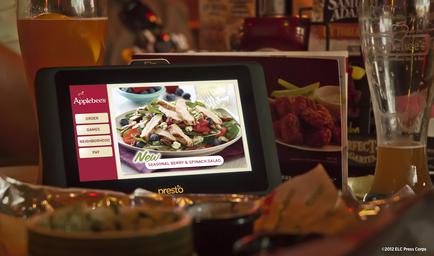 Applebee's
ORDER
GAMES
NEIGHBORHOOD
PAY
New
SEASONAL BERRY & SPINACH SALAD
presto
©2012 ELC Press Corps